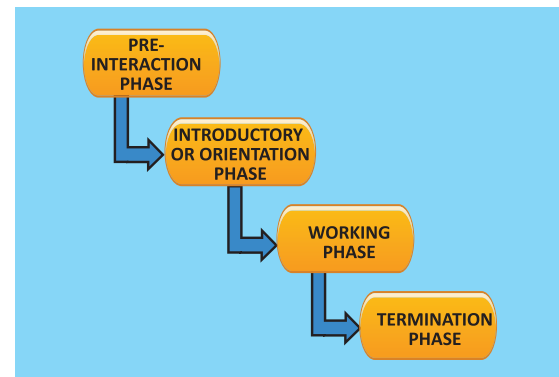 PRE-
INTERACTION
PHASE
INTRODUCTORY
OR ORIENTATION
PHASE
WORKING
PHASE
TERMINATION
PHASE